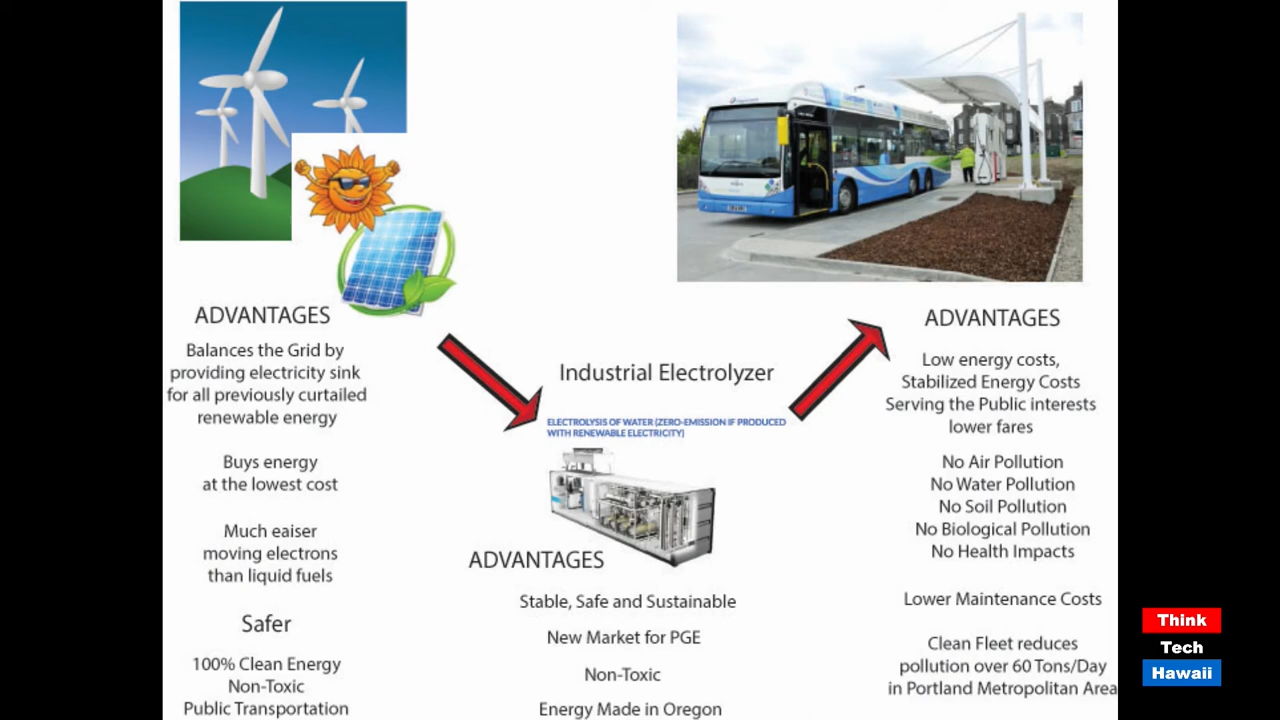 ADVANTAGES
Balances the Grid by
providing electricity sink
for all previously curtailed
renewable energy
Buys energy
at the lowest cost
Much eaiser
moving electrons
than liquid fuels
Safer
100% Clean Energy
Non-Toxic
Public Transportation
Industrial Electrolyzer
ELECTROLYSIS OF WATER (ZERO-EMISSION IF PRODUCED
WITH RENEWABLE ELECTRICITY)
ADVANTAGES
Stable, Safe and Sustainable
New Market for PGE
Non-Toxic
Energy Made in Oregon
ADVANTAGES
Low energy costs,
Stabilized Energy Costs
Serving the Public interests
lower fares
No Air Pollution
No Water Pollution
No Soil Pollution
No Biological Pollution
No Health Impacts
Lower Maintenance Costs
Clean Fleet reduces
pollution over 60 Tons/Day
in Portland Metropolitan Area
Think
Tech
Hawaii